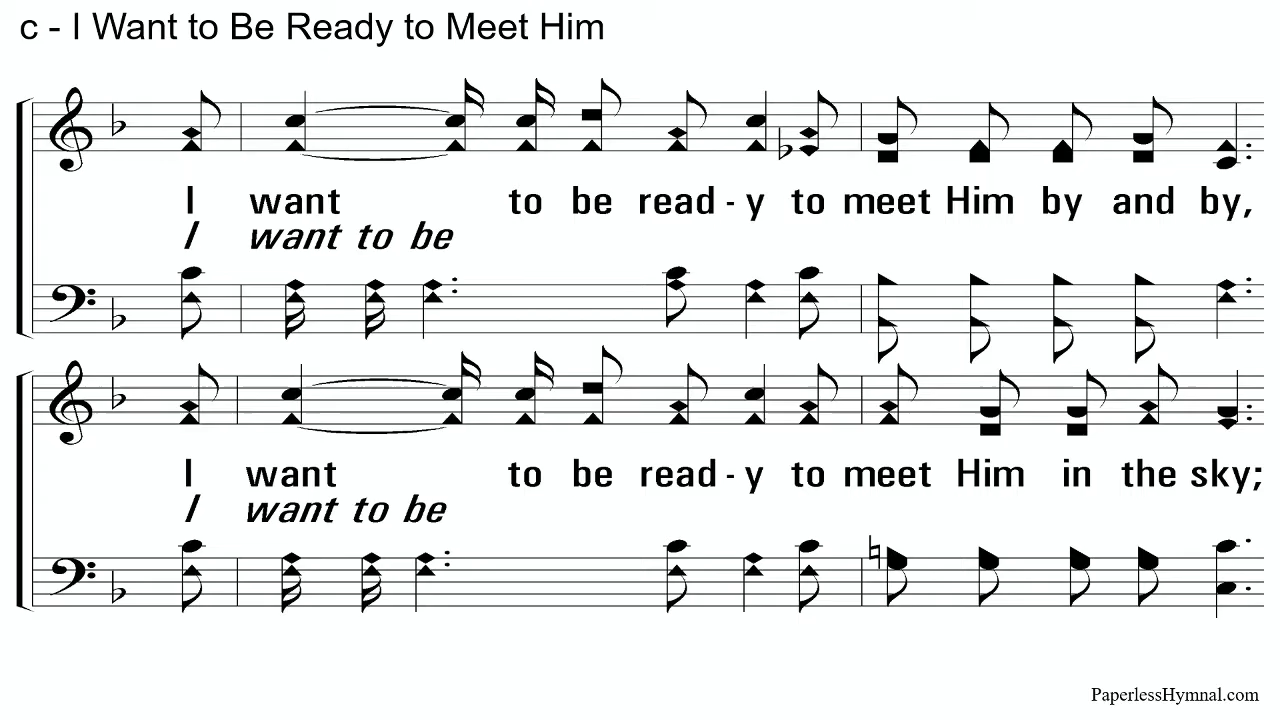 c - I Want to Be Ready to Meet Him
I want to be read - y to meet Him by and by,
I want to be
I want to be read - y to meet Him in the sky;
I want to be
PaperlessHymnal.com